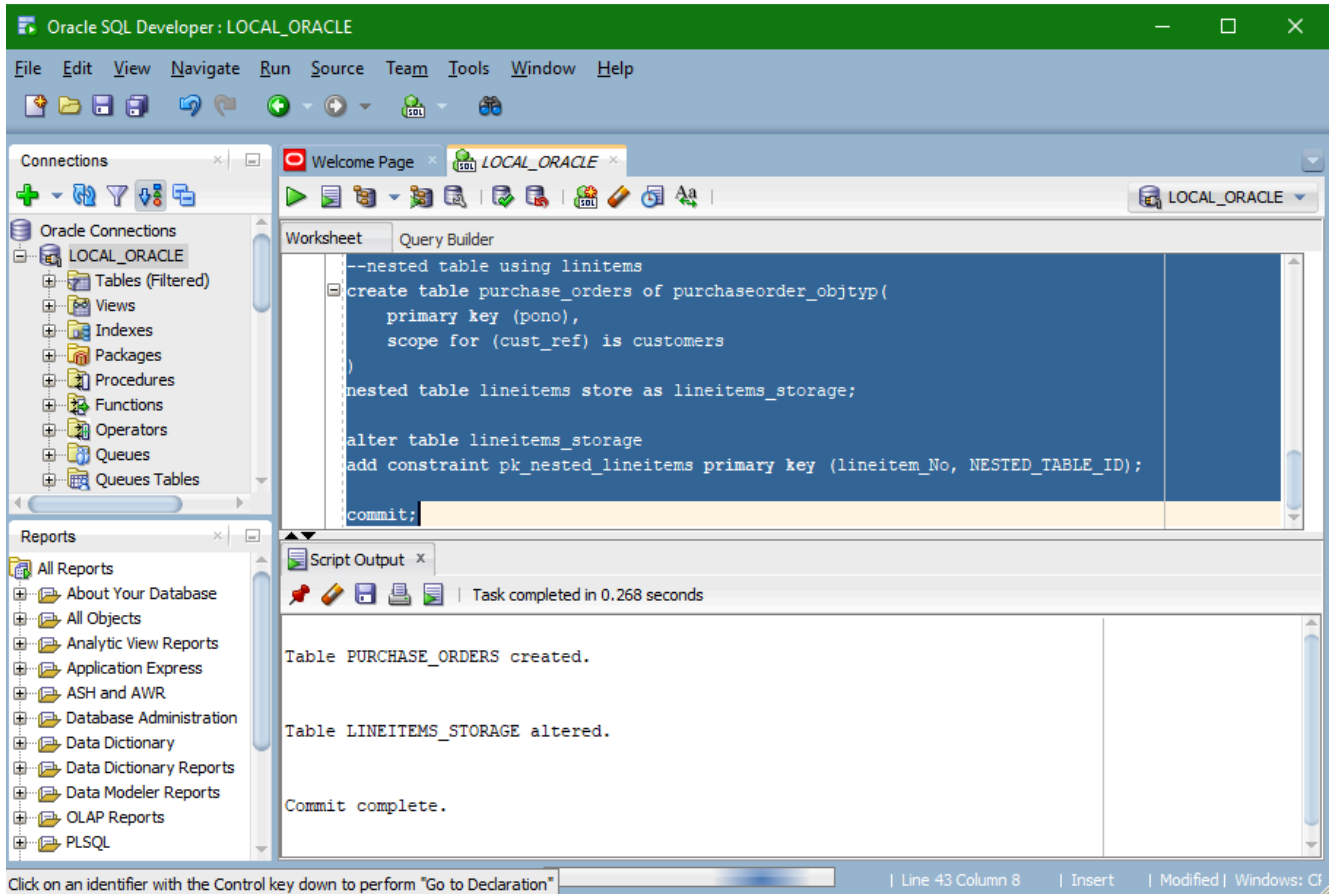 Oracle SQL Developer : LOCAL_ORACLE
File Edit View Navigate Run Source Team Tools Window Help
Connections
Oracle Connections
LOCAL_ORACLE
Tables (Filtered)
Views
Indexes
Packages
Procedures
Functions
Operators
Queues
Queues Tables
Reports
All Reports
About Your Database
All Objects
Analytic View Reports
Application Express
ASH and AWR
Database Administration
Data Dictionary
Data Dictionary Reports
Data Modeler Reports
OLAP Reports
PLSQL
Welcome Page
LOCAL_ORACLE
LOCAL_ORACLE
Worksheet Query Builder
--nested table using linitems
create table purchase_orders of purchaseorder_objtyp(
primary key (pono),
scope for (cust_ref) is customers
)
nested table lineitems store as lineitems_storage;
alter table lineitems_storage
add constraint pk_nested_lineitems primary key (lineitem_No, NESTED_TABLE_ID);
commit;
Script Output x
Task completed in 0.268 seconds
Table PURCHASE_ORDERS created.
Table LINEITEMS_STORAGE altered.
Commit complete.
Click on an identifier with the Control key down to perform "Go to Declaration"
| Line 43 Column 8 | Insert | Modified | Windows: